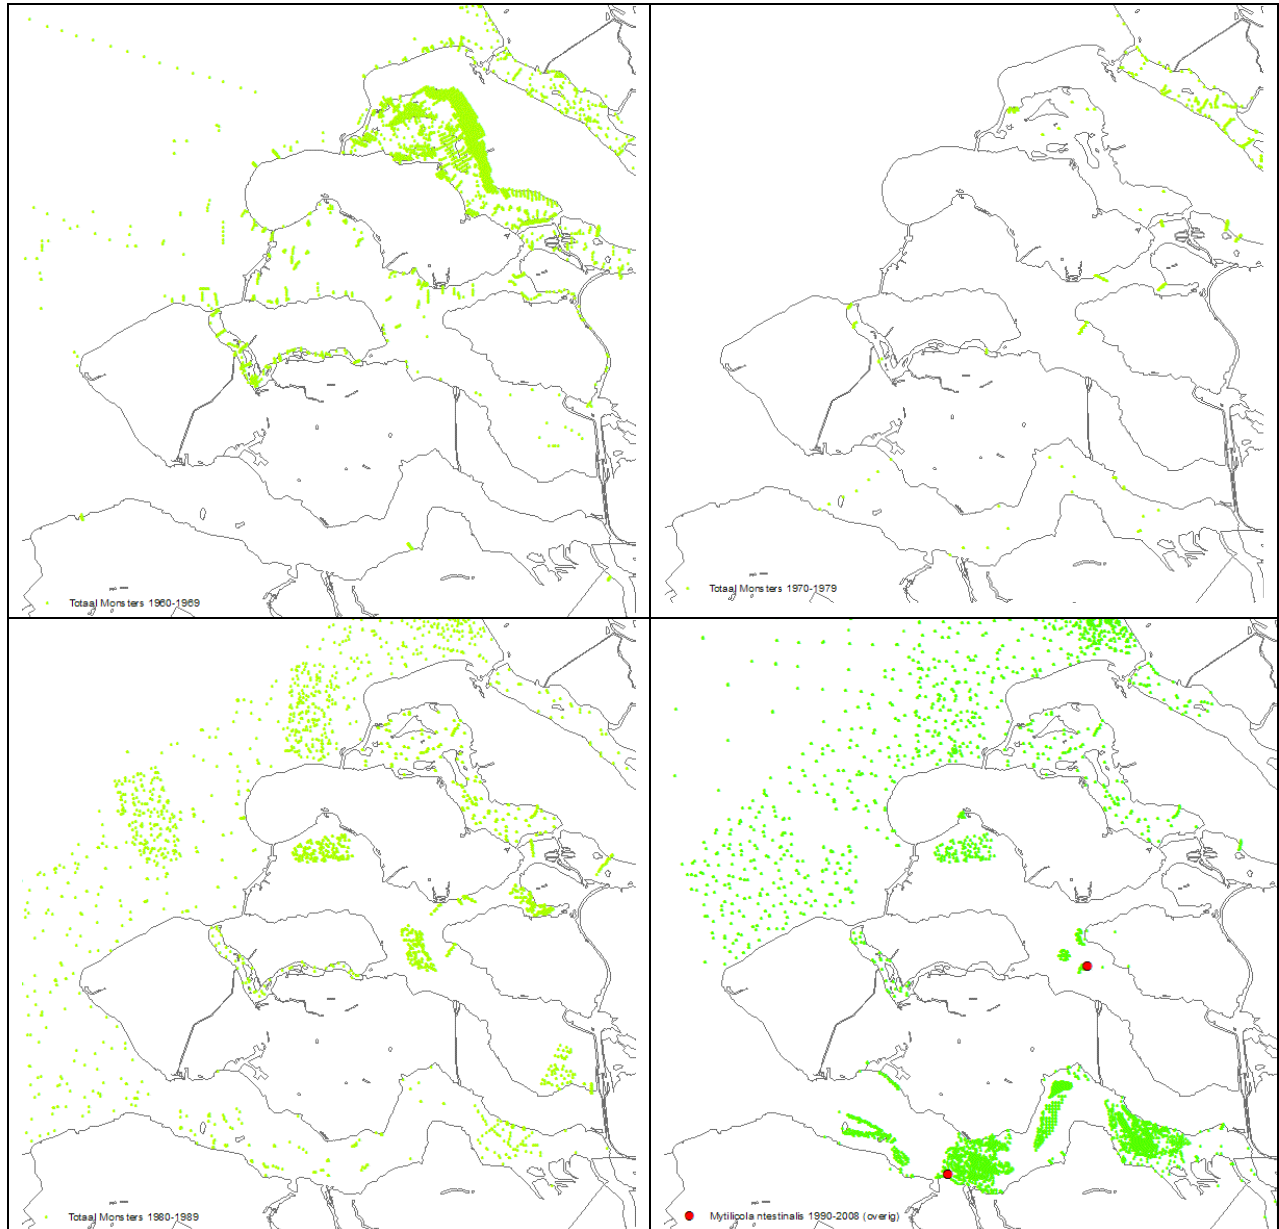 Totaal Monsters 1960-1969
Totaal Monsters 1970-1979
Totaal Monsters 1980-1989
Mytilicola ntestinalis 1990-2008 (overig)